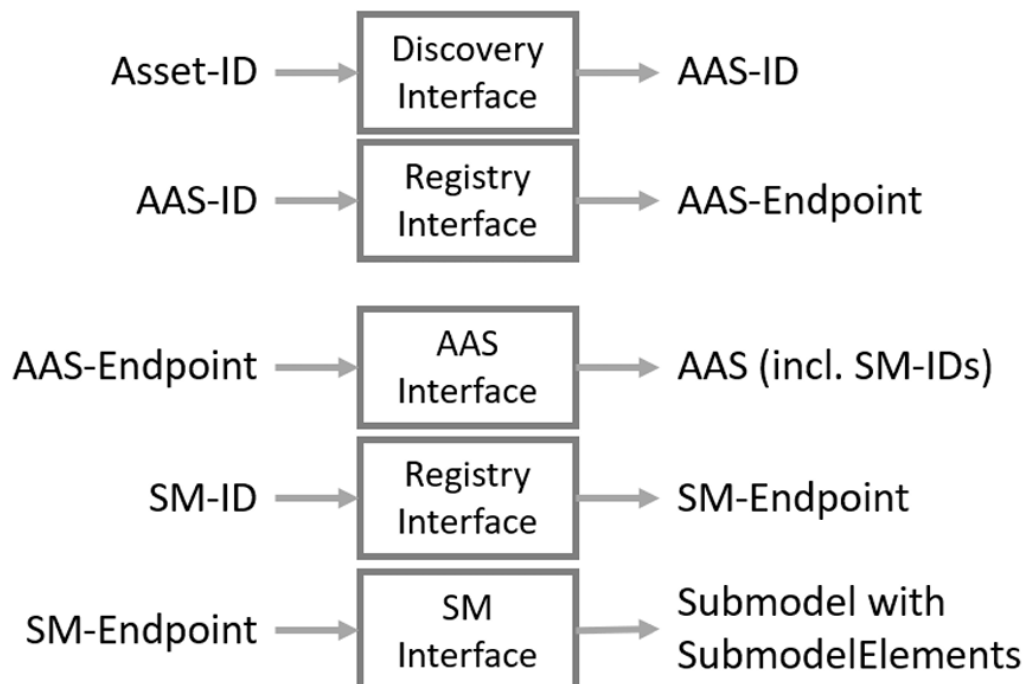 Asset-ID
Discovery
Interface
AAS-ID
AAS-ID
Registry
Interface
AAS-Endpoint
AAS-Endpoint
AAS
Interface
AAS (incl. SM-IDs)
SM-ID
Registry
Interface
SM-Endpoint
SM-Endpoint
SM
Interface
Submodel with
SubmodelElements